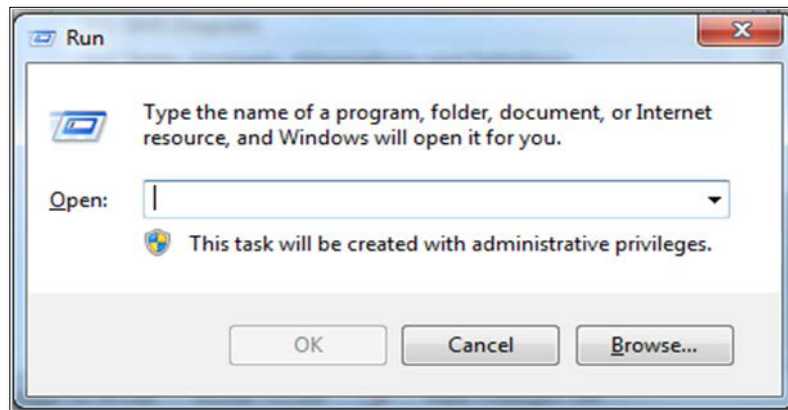 Run
Type the name of a program, folder, document, or Internet
resource, and Windows will open it for you.
Open:
This task will be created with administrative privileges.
OK
Cancel
Browse...